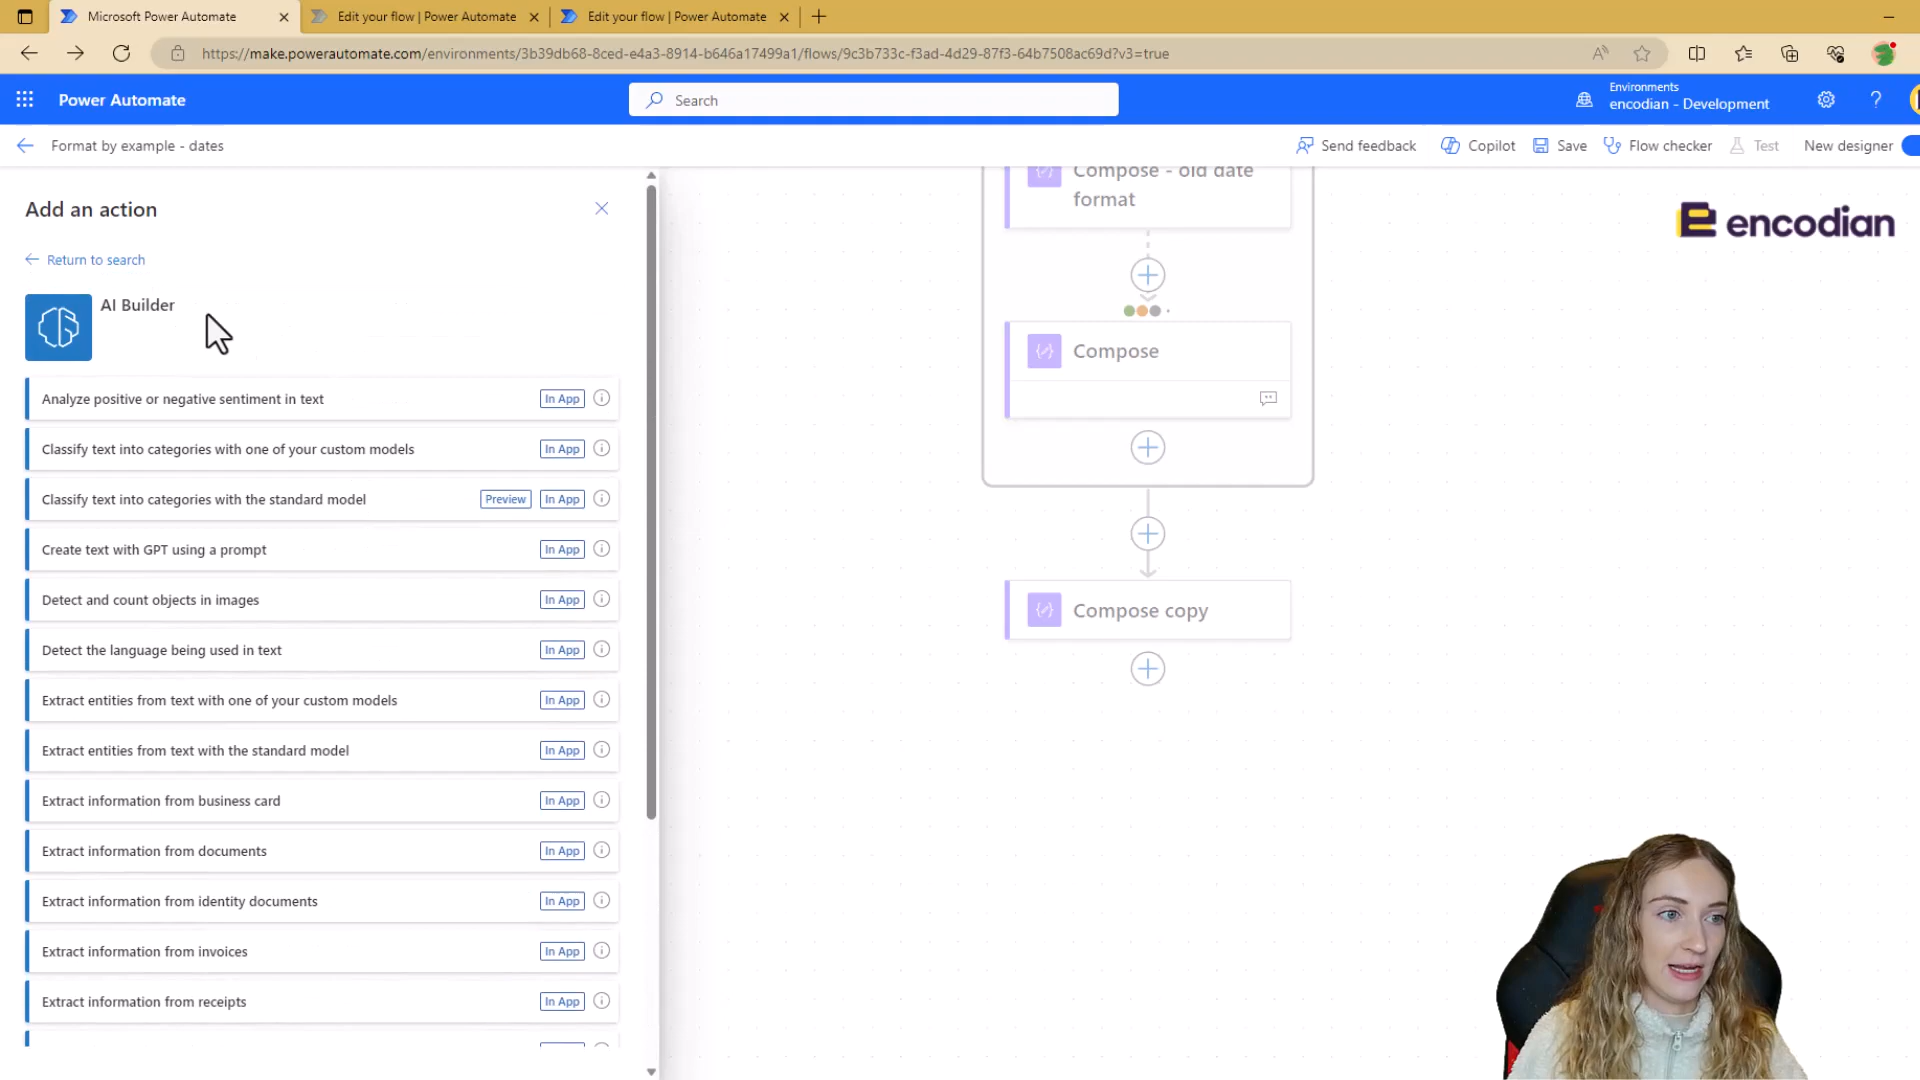 Microsoft Power Automate
Edit your flow | Power Automate
Edit your flow | Power Automate
https://make.powerautomate.com/environments/3b39db68-8ced-e4a3-8914-b646a17499a1/flows/9c3b733c-f3ad-4d29-87f3-64b7508ac69d?v3=true
Power Automate
Search
Environments
encodian - Development
Format by example - dates
Send feedback
Copilot
Save
Flow checker
Test
New designer
Add an action
Return to search
AI Builder
Analyze positive or negative sentiment in text In App
Classify text into categories with one of your custom models In App
Classify text into categories with the standard model Preview In App
Create text with GPT using a prompt In App
Detect and count objects in images In App
Detect the language being used in text In App
Extract entities from text with one of your custom models In App
Extract entities from text with the standard model In App
Extract information from business card In App
Extract information from documents In App
Extract information from identity documents In App
Extract information from invoices In App
Extract information from receipts In App
Compose - old date
format
Compose
Compose copy
encodian